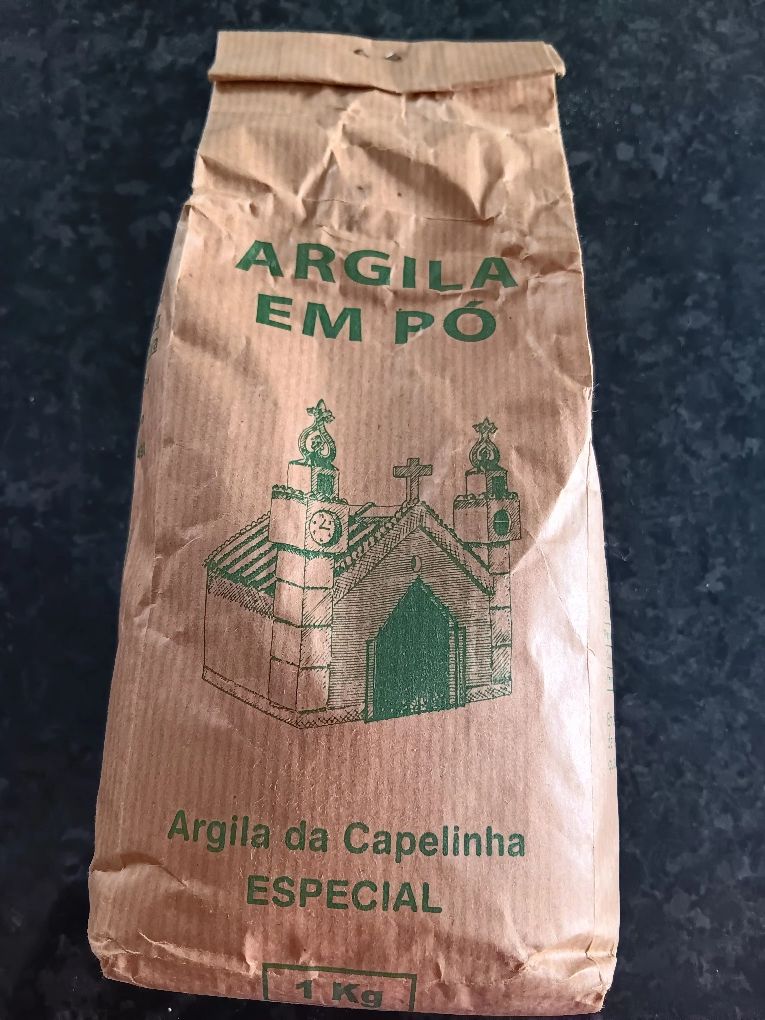 ARGILA
EM PÓ
Argila da Capelinha
ESPECIAL
1 Kg